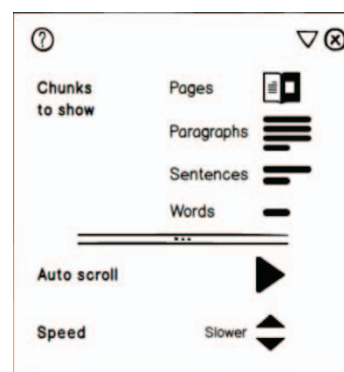 ?
Chunks to show Pages
Paragraphs
Sentences
Words
Auto scroll
Speed Slower